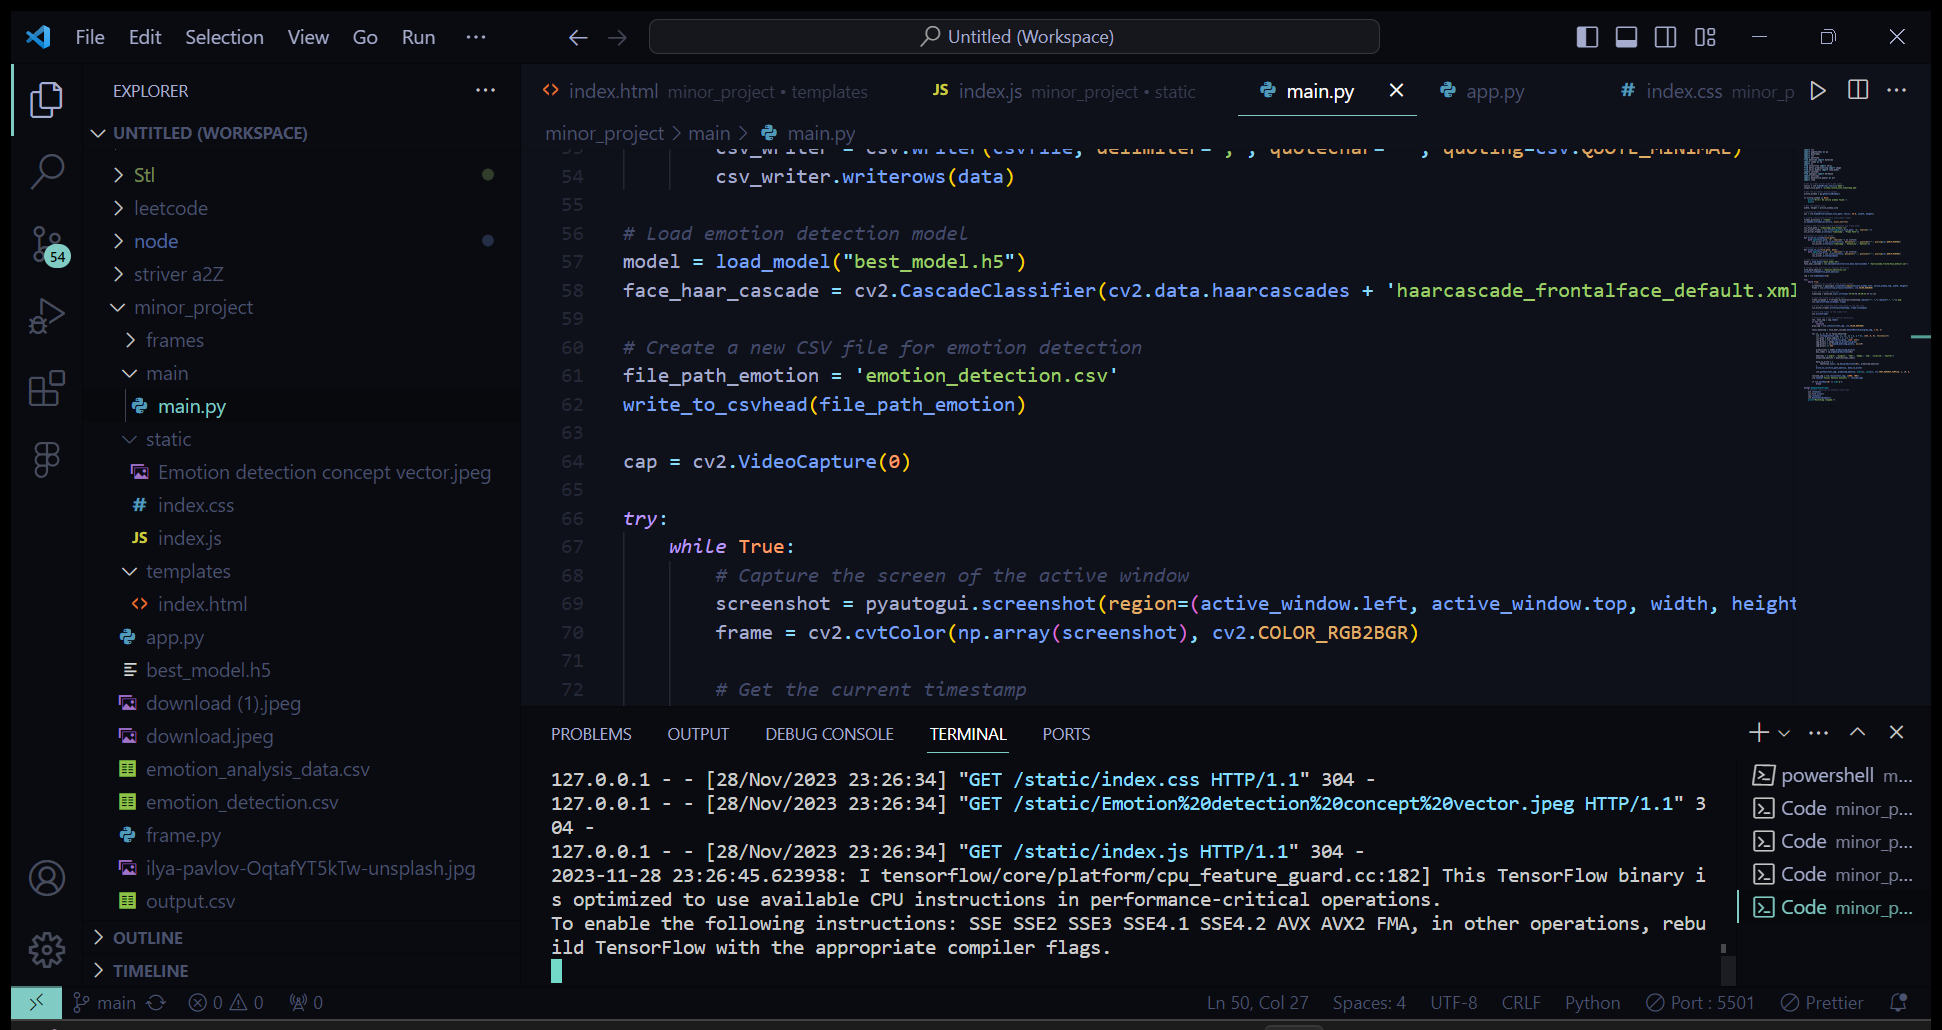 File Edit Selection View Go Run ···
Untitled (Workspace)
EXPLORER ···
UNTITLED (WORKSPACE)
Stl
leetcode
node
striver a2Z
minor_project
frames
main
main.py
static
Emotion detection concept vector.jpeg
# index.css
JS index.js
templates
<> index.html
app.py
best_model.h5
download (1).jpeg
download.jpeg
emotion_analysis_data.csv
emotion_detection.csv
frame.py
ilya-pavlov-OqtafYT5kTw-unsplash.jpg
output.csv
OUTLINE
TIMELINE
54
<> index.html minor_project • templates JS index.js minor_project • static main.py app.py # index.css minor_p
minor_project > main > main.py
53 csv_writer = csv.writer(csvfile, delimiter=',', quoting=csv.QUOTE_MINIMAL)
54 csv_writer.writerows(data)
55
56 # Load emotion detection model
57 model = load_model("best_model.h5")
58 face_haar_cascade = cv2.CascadeClassifier(cv2.data.haarcascades + 'haarcascade_frontalface_default.xml
59
60 # Create a new CSV file for emotion detection
61 file_path_emotion = 'emotion_detection.csv'
62 write_to_csvhead(file_path_emotion)
63
64 cap = cv2.VideoCapture(0)
65
66 try:
67 while True:
68 # Capture the screen of the active window
69 screenshot = pyautogui.screenshot(region=(active_window.left, active_window.top, width, height
70 frame = cv2.cvtColor(np.array(screenshot), cv2.COLOR_RGB2BGR)
71
72 # Get the current timestamp
PROBLEMS OUTPUT DEBUG CONSOLE TERMINAL PORTS
127.0.0.1 - - [28/Nov/2023 23:26:34] "GET /static/index.css HTTP/1.1" 304 -
127.0.0.1 - - [28/Nov/2023 23:26:34] "GET /static/Emotion%20detection%20concept%20vector.jpeg HTTP/1.1" 3
04 -
127.0.0.1 - - [28/Nov/2023 23:26:34] "GET /static/index.js HTTP/1.1" 304 -
2023-11-28 23:26:45.623938: I tensorflow/core/platform/cpu_feature_guard.cc:182] This TensorFlow binary i
s optimized to use available CPU instructions in performance-critical operations.
To enable the following instructions: SSE SSE2 SSE3 SSE4.1 SSE4.2 AVX AVX2 FMA, in other operations, rebu
ild TensorFlow with the appropriate compiler flags.
powershell m...
Code minor_p...
Code minor_p...
Code minor_p...
Code minor_p...
main 0 0 0 Ln 50, Col 27 Spaces: 4 UTF-8 CRLF Python Port : 5501 Prettier